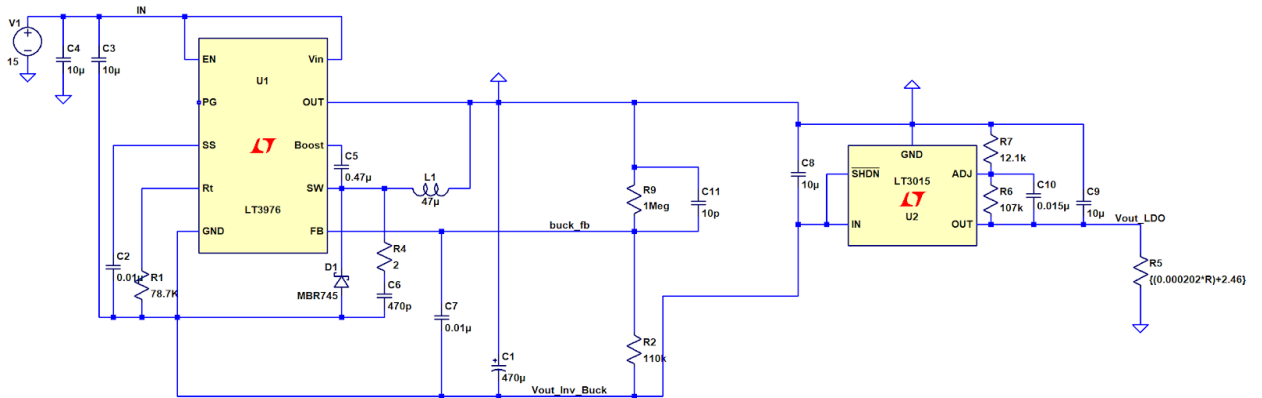 IN
V1
15
C4
10µ
C3
10µ
U1
EN
Vin
PG
OUT
SS
Boost
Rt
SW
LT3976
GND
FB
C5
0.47µ
L1
47µ
C2
0.01µ
R1
78.7K
D1
MBR745
R4
2
C6
470p
C7
0.01µ
C1
470µ
R9
1Meg
C11
10p
buck_fb
R2
110k
Vout_Inv_Buck
C8
10µ
GND
SHDN
LT3015
ADJ
IN
U2
OUT
R7
12.1k
R6
107k
C10
0.015µ
C9
10µ
Vout_LDO
R5
{(0.000202*R)+2.46}